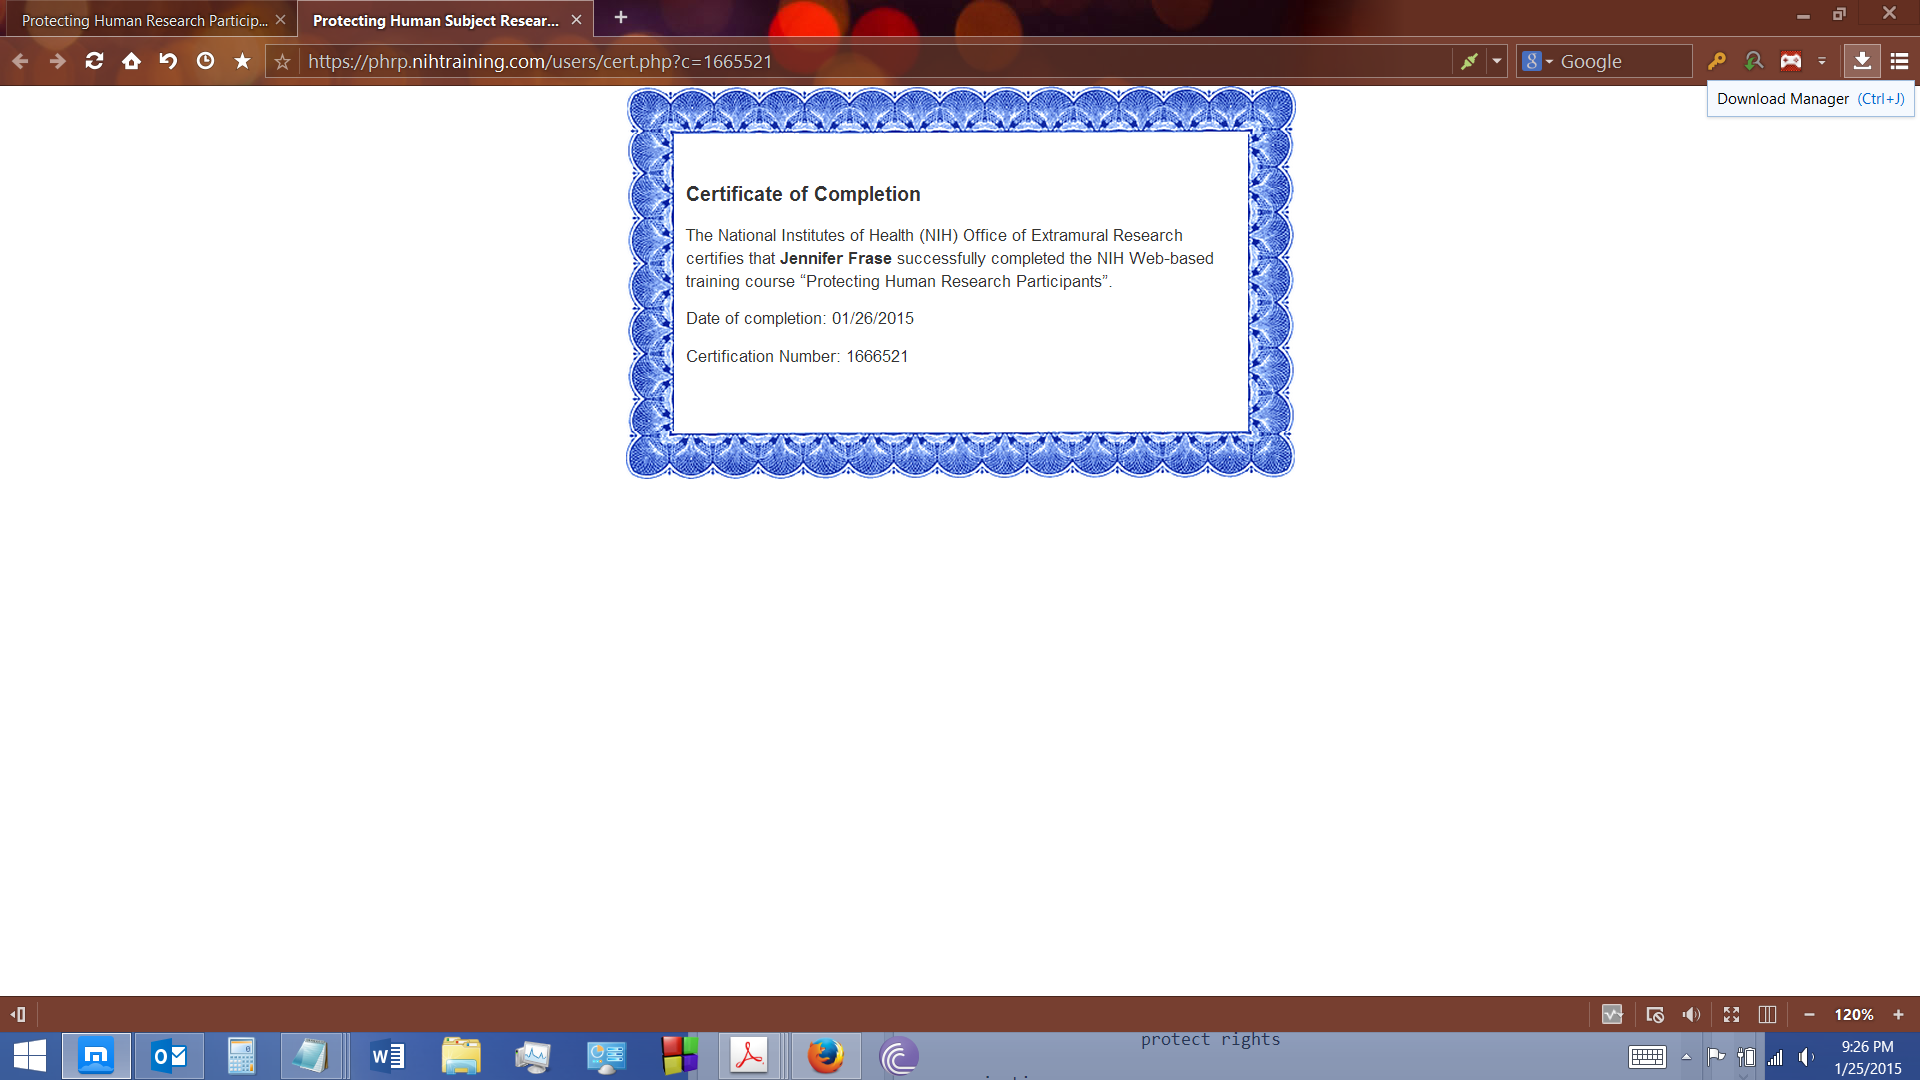 Protecting Human Research Particip...
Protecting Human Subject Resear...
https://phrp.nihtraining.com/users/cert.php?c=1665521
Google
Download Manager (Ctrl+J)
Certificate of Completion
The National Institutes of Health (NIH) Office of Extramural Research
certifies that Jennifer Frase successfully completed the NIH Web-based
training course “Protecting Human Research Participants”.
Date of completion: 01/26/2015
Certification Number: 1666521
120%
protect rights
9:26 PM
1/25/2015